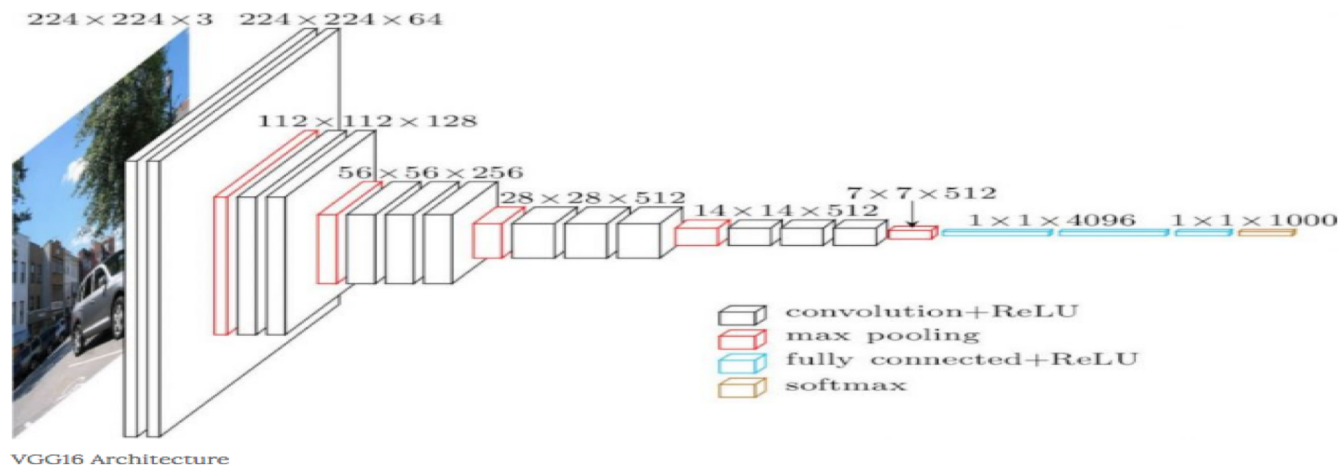 224 × 224 × 3
224 × 224 × 64
112 × 112 × 128
56 × 56 × 256
28 × 28 × 512
14 × 14 × 512
7 × 7 × 512
1 × 1 × 4096
1 × 1 × 1000
convolution+ReLU
max pooling
fully connected+ReLU
softmax
VGG16 Architecture